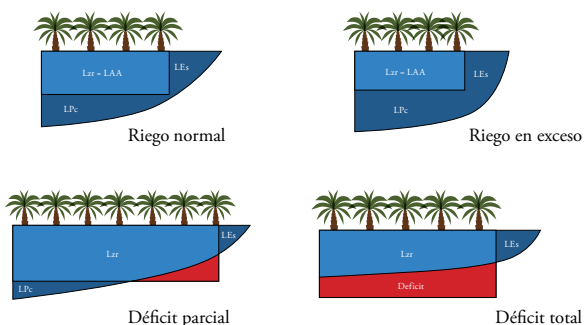 Lzr = LAA
LEs
LPc
Riego normal
Lzr = LAA
LEs
LPc
Riego en exceso
Lzr
LEs
LPc
Déficit parcial
Lzr
LEs
Deficit
Déficit total